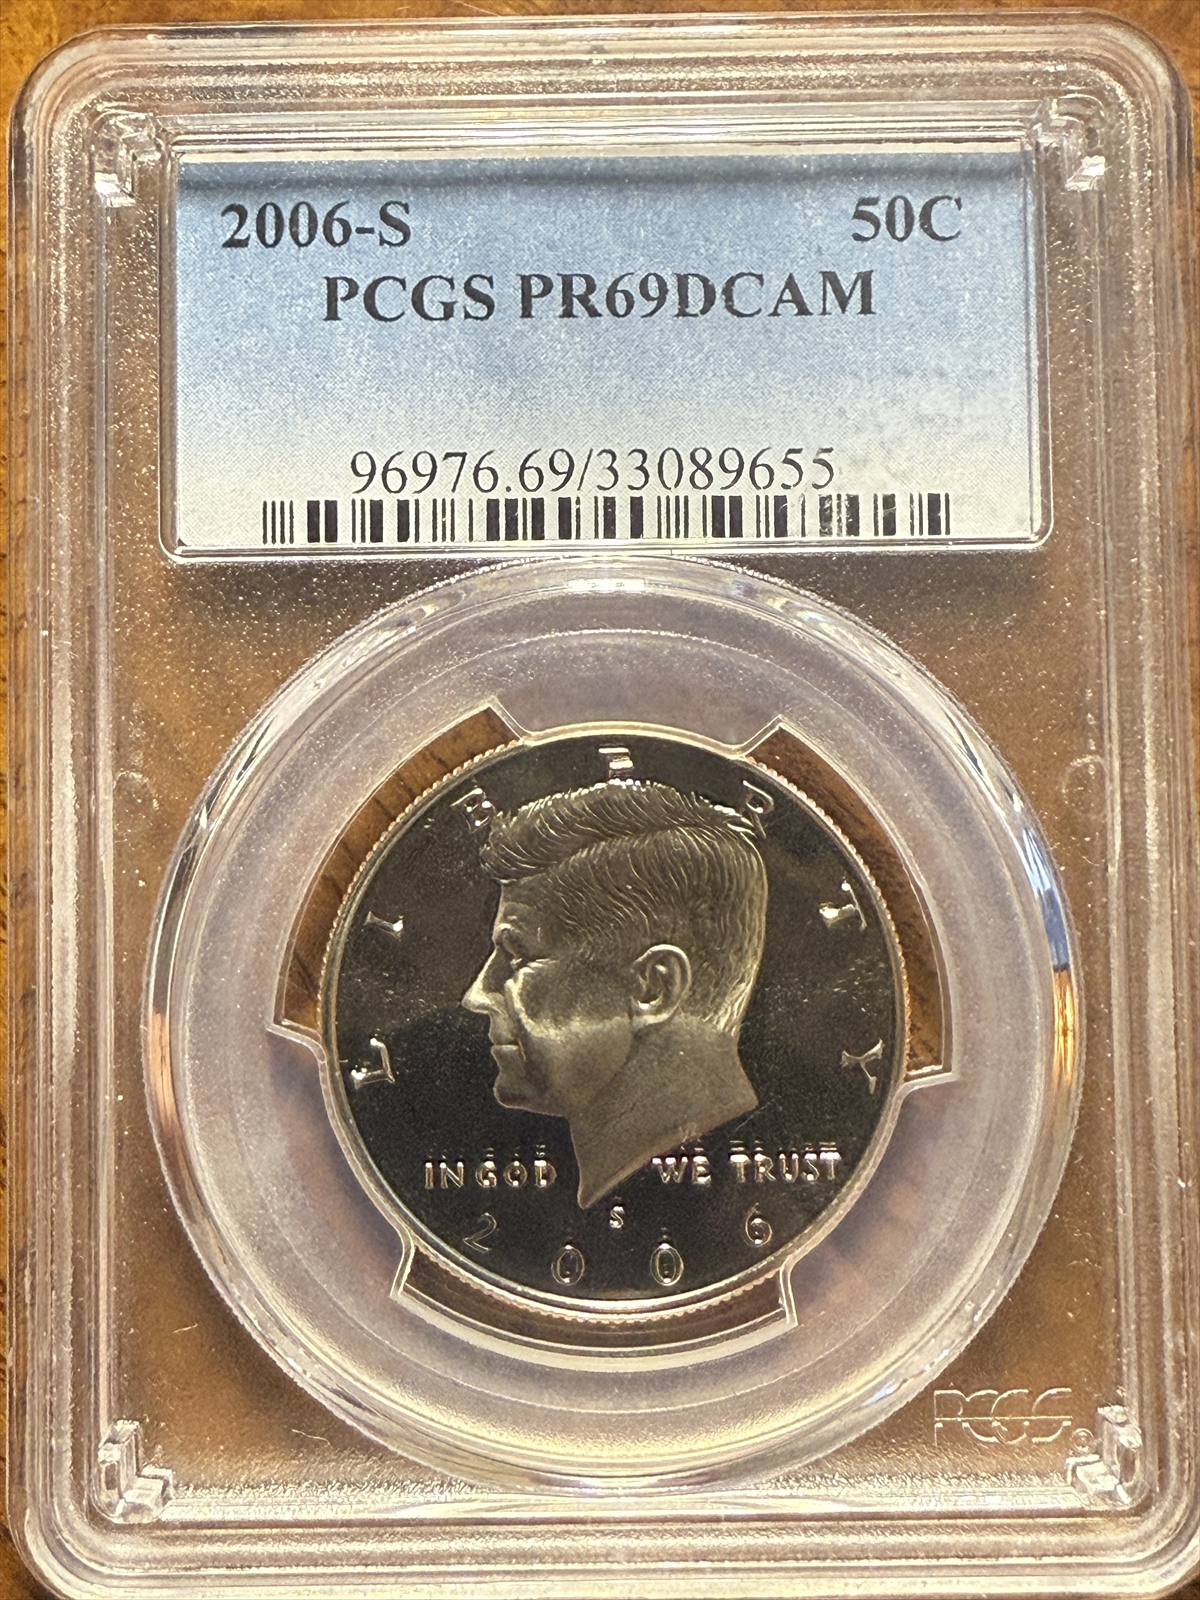 2006-S 50C
PCGS PR69DCAM
96976.69/33089655
LIBERTY
IN GOD WE TRUST
S
2006
PCGS